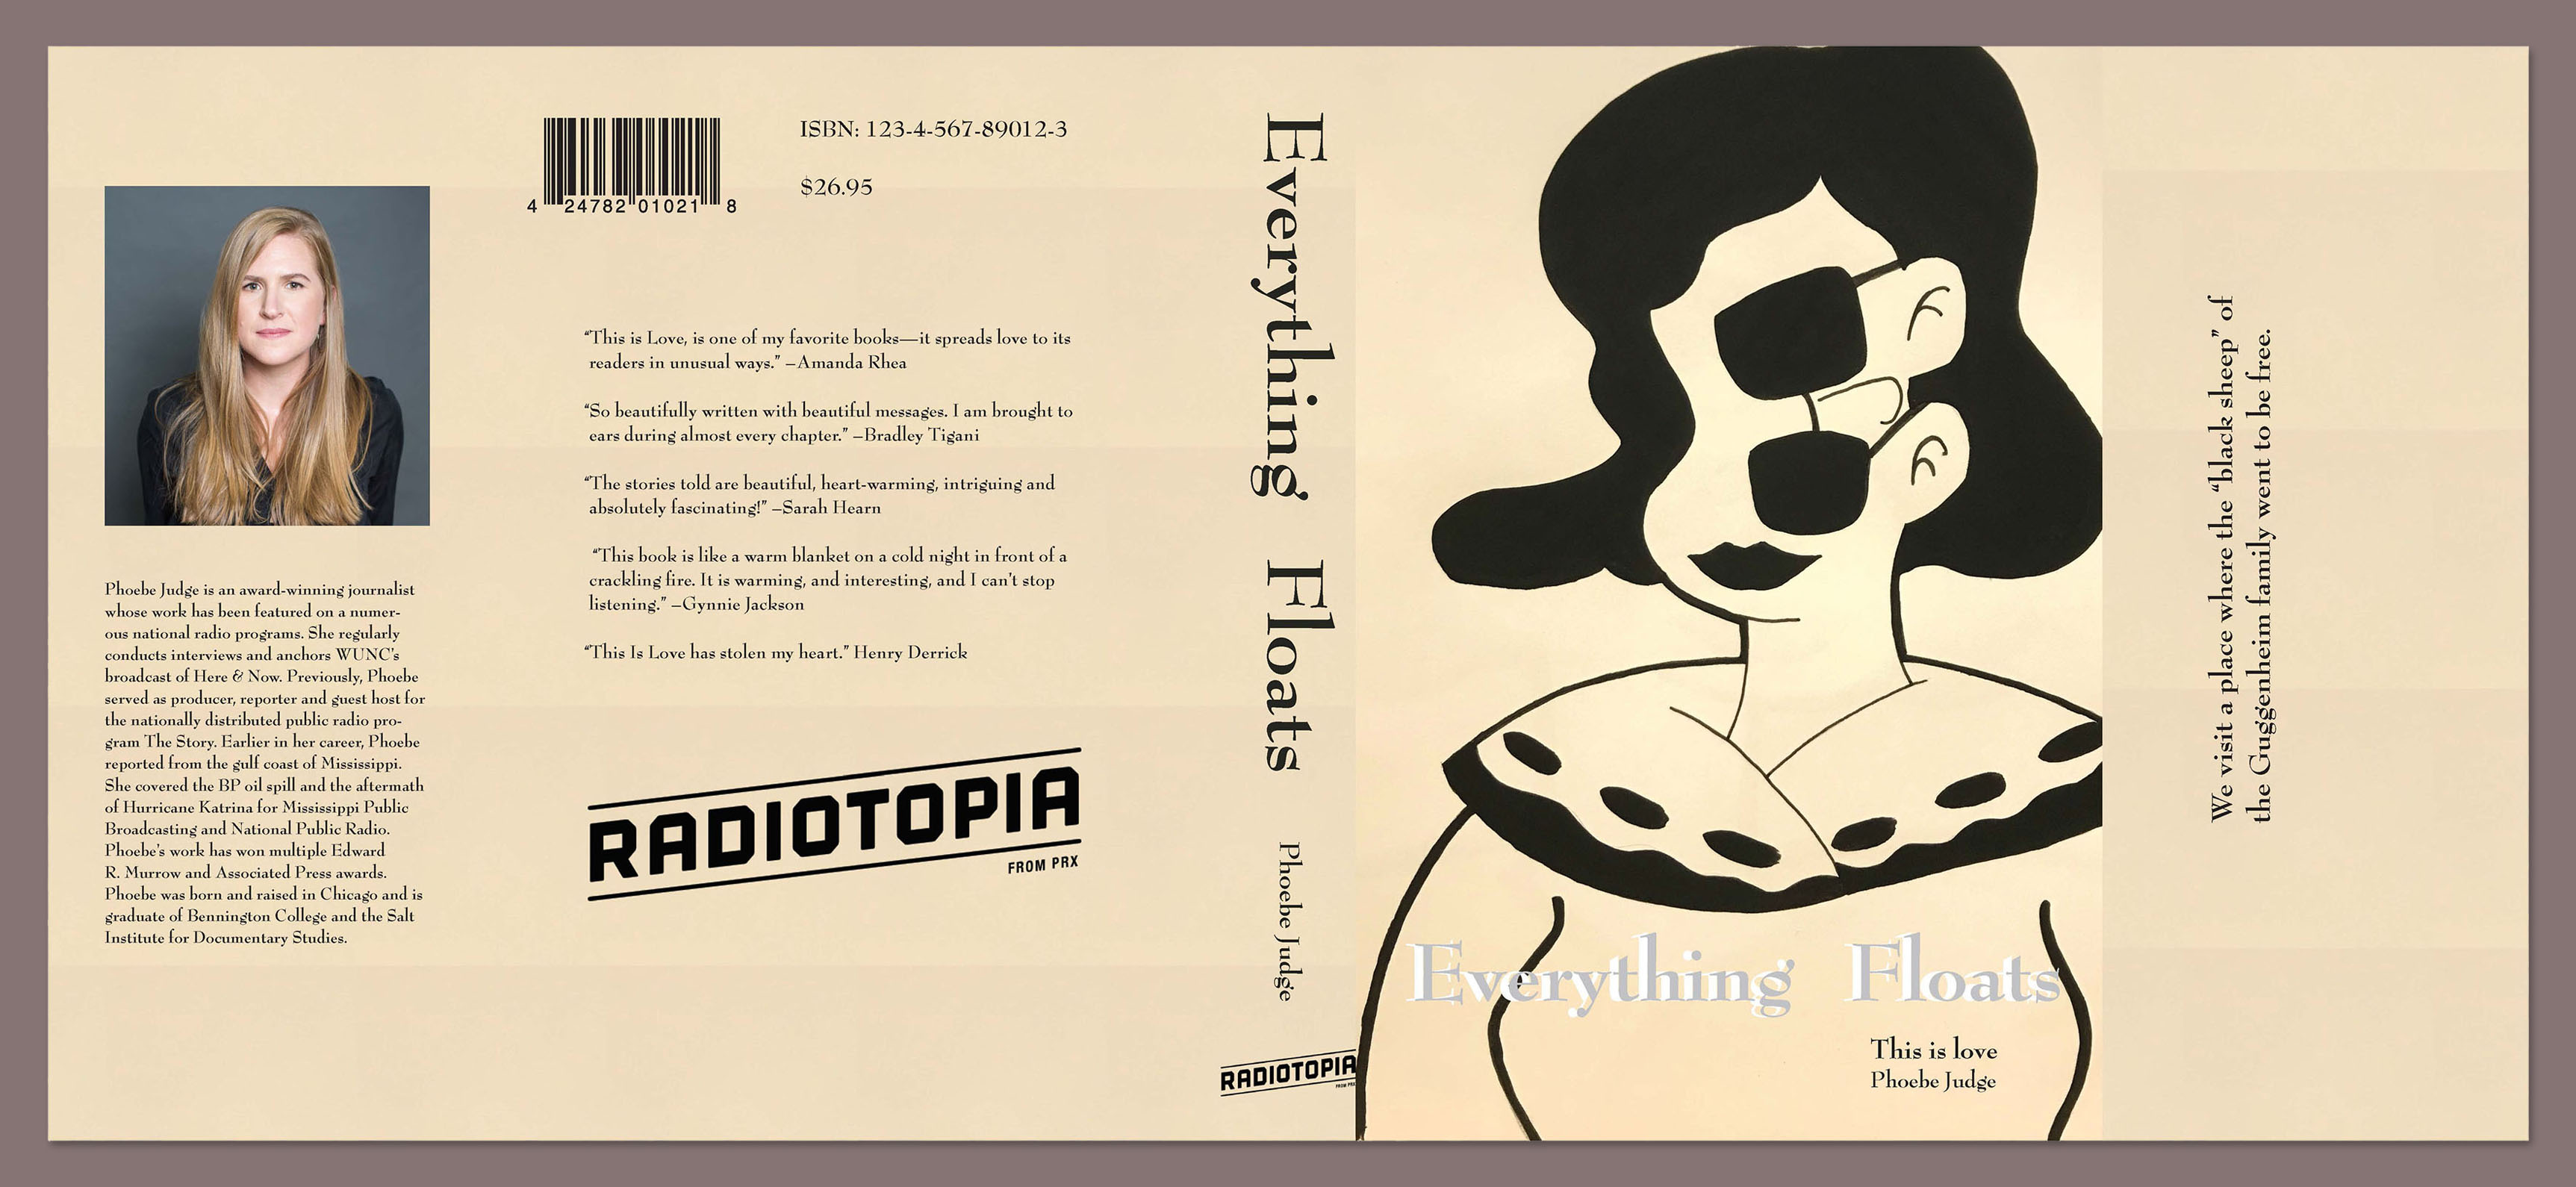 Phoebe Judge is an award-winning journalist
whose work has been featured on a numer-
ous national radio programs. She regularly
conducts interviews and anchors WUNC's
broadcast of Here & Now. Previously, Phoebe
served as producer, reporter and guest host for
the nationally distributed public radio pro-
gram The Story. Earlier in her career, Phoebe
reported from the gulf coast of Mississippi.
She covered the BP oil spill and the aftermath
of Hurricane Katrina for Mississippi Public
Broadcasting and National Public Radio.
Phoebe's work has won multiple Edward
R. Murrow and Associated Press awards.
Phoebe was born and raised in Chicago and is
graduate of Bennington College and the Salt
Institute for Documentary Studies.
4 24782 01021 8
ISBN: 123-4-567-89012-3
$26.95
“This is Love, is one of my favorite books—it spreads love to its
readers in unusual ways.” –Amanda Rhea
“So beautifully written with beautiful messages. I am brought to
ears during almost every chapter.” –Bradley Tigani
“The stories told are beautiful, heart-warming, intriguing and
absolutely fascinating!” –Sarah Hearn
“This book is like a warm blanket on a cold night in front of a
crackling fire. It is warming, and interesting, and I can't stop
listening.” –Gynnie Jackson
“This Is Love has stolen my heart.” Henry Derrick
RADIOTOPIA
FROM PRX
Everything Floats
Phoebe Judge
RADIOTOPIA
FROM PRX
Everything Floats
This is love
Phoebe Judge
We visit a place where the “black sheep” of
the Guggenheim family went to be free.